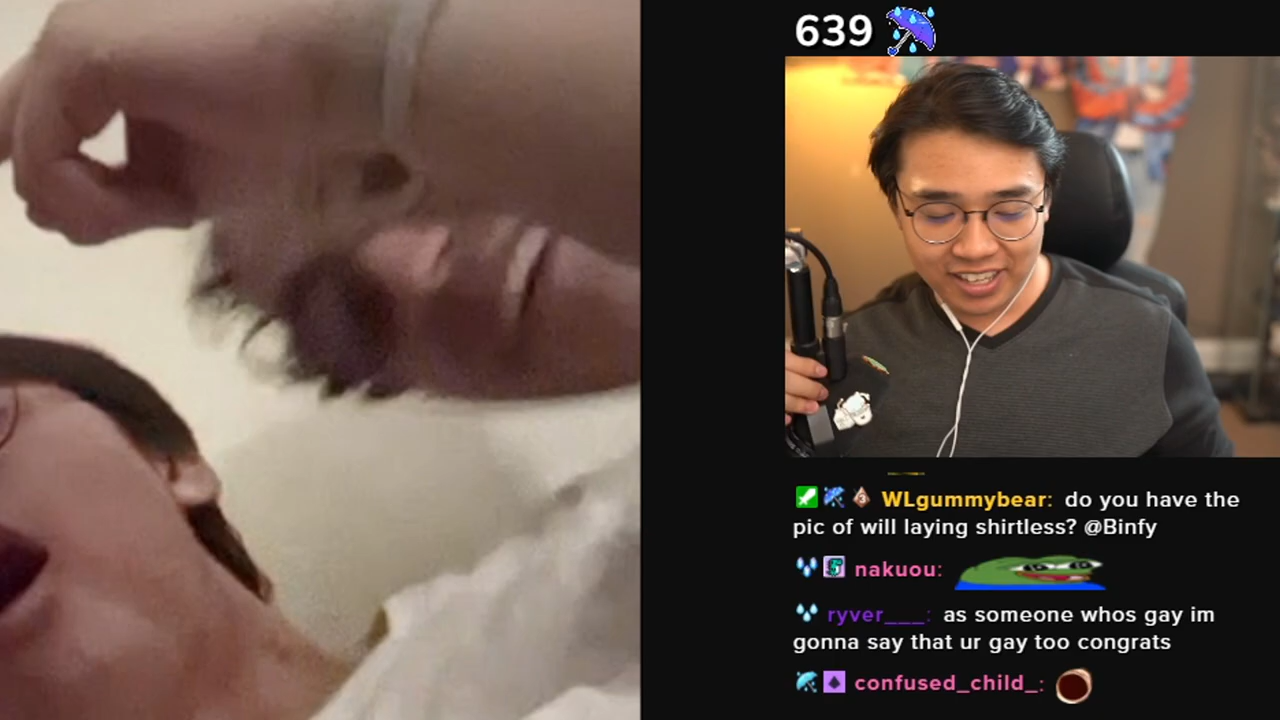 639
WLgummybear: do you have the
pic of will laying shirtless? @Binfy
nakuou:
ryver___: as someone whos gay im
gonna say that ur gay too congrats
confused_child_: